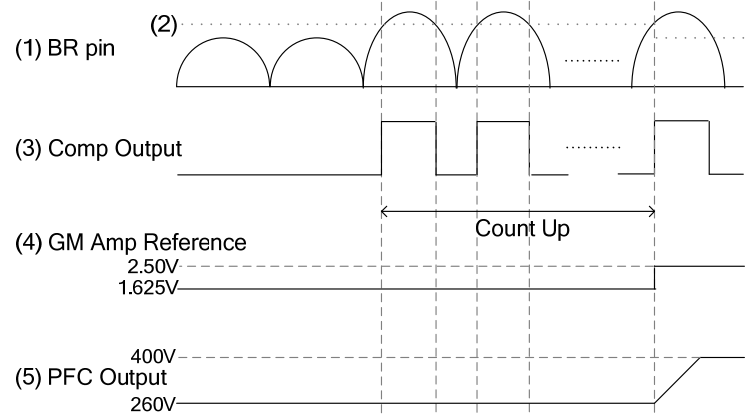 (2)
(1) BR pin
(3) Comp Output
Count Up
(4) GM Amp Reference
2.50V
1.625V
400V
(5) PFC Output
260V